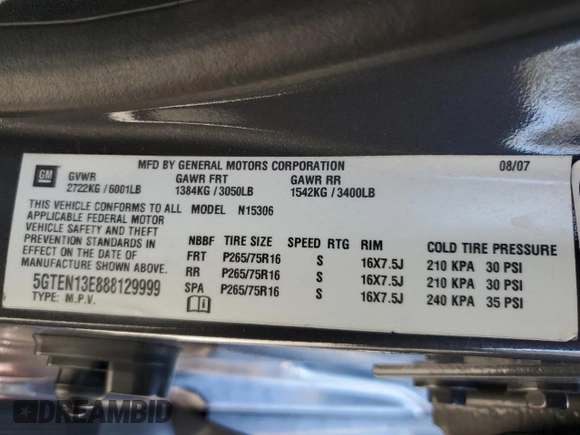 MFD BY GENERAL MOTORS CORPORATION 08/07
GM
GVWR GAWR FRT GAWR RR
2722KG / 6001LB 1384KG / 3050LB 1542KG / 3400LB
THIS VEHICLE CONFORMS TO ALL MODEL N15306
APPLICABLE FEDERAL MOTOR
VEHICLE SAFETY AND THEFT
PREVENTION STANDARDS IN
EFFECT ON THE DATE OF
MANUFACTURE SHOWN ABOVE.
NBBF TIRE SIZE SPEED RTG RIM COLD TIRE PRESSURE
FRT P265/75R16 S 16X7.5J 210 KPA 30 PSI
RR P265/75R16 S 16X7.5J 210 KPA 30 PSI
SPA P265/75R16 S 16X7.5J 240 KPA 35 PSI
5GTEN13E888129999
TYPE: M.P.V.
DREAMBID